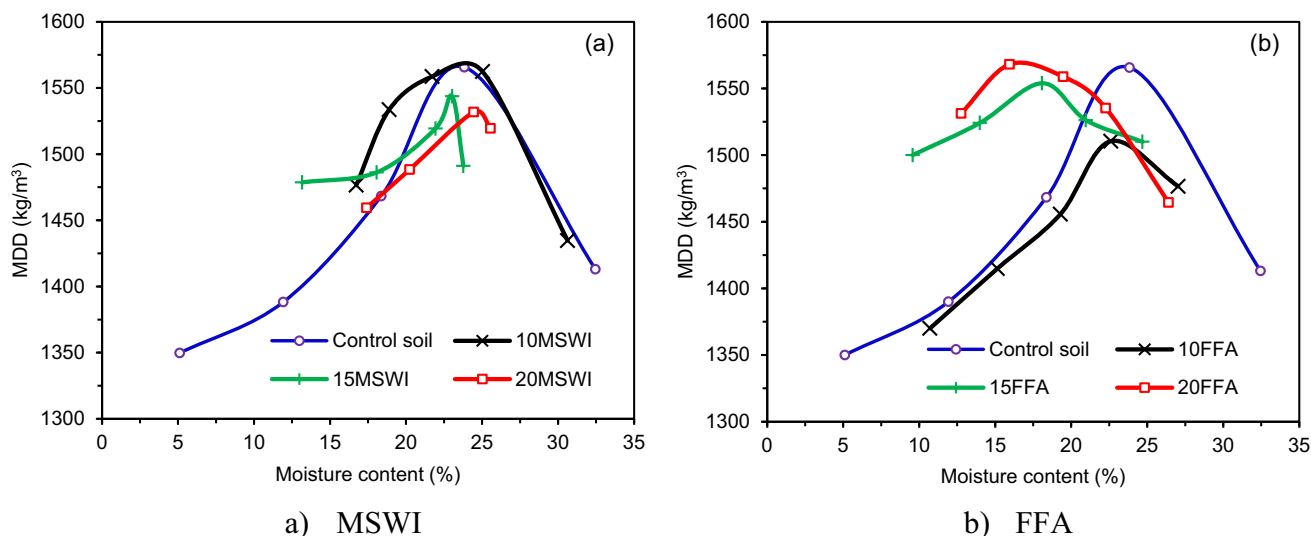 (a)
MDD (kg/m³)
1600
1550
1500
1450
1400
1350
1300
Control soil
10MSWI
15MSWI
20MSWI
0 5 10 15 20 25 30 35
Moisture content (%)
a) MSWI
(b)
MDD (kg/m³)
1600
1550
1500
1450
1400
1350
1300
Control soil
10FFA
15FFA
20FFA
0 5 10 15 20 25 30 35
Moisture content (%)
b) FFA